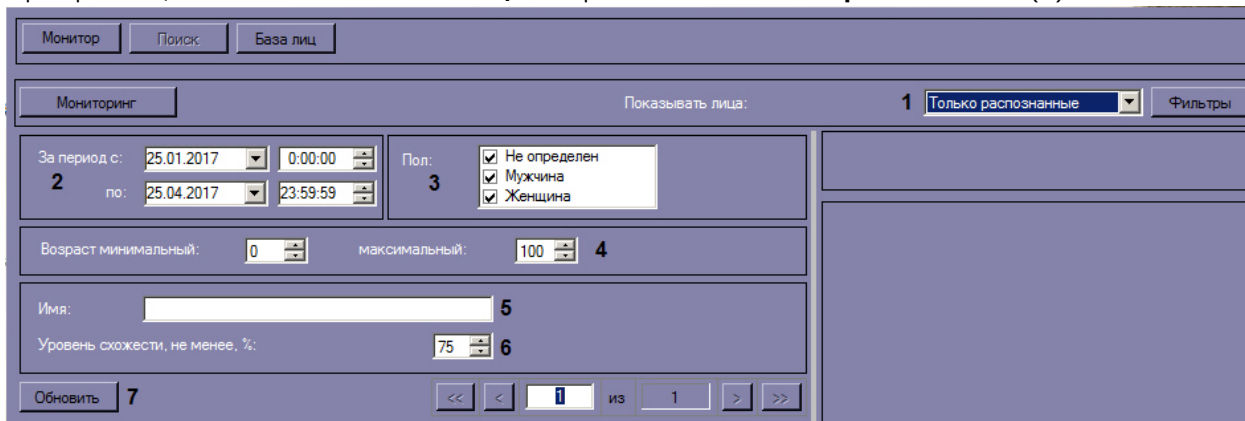 Монитор Поиск База лиц
Мониторинг Показывать лица: 1 Только распознанные Фильтры
За период с: 25.01.2017 0:00:00 Пол: Не определен
2 3 Мужчина
по: 25.04.2017 23:59:59 Женщина
Возраст минимальный: 0 максимальный: 100 4
Имя: 5
Уровень схожести, не менее, %: 75 6
Обновить 7 << < 1 из 1 > >>